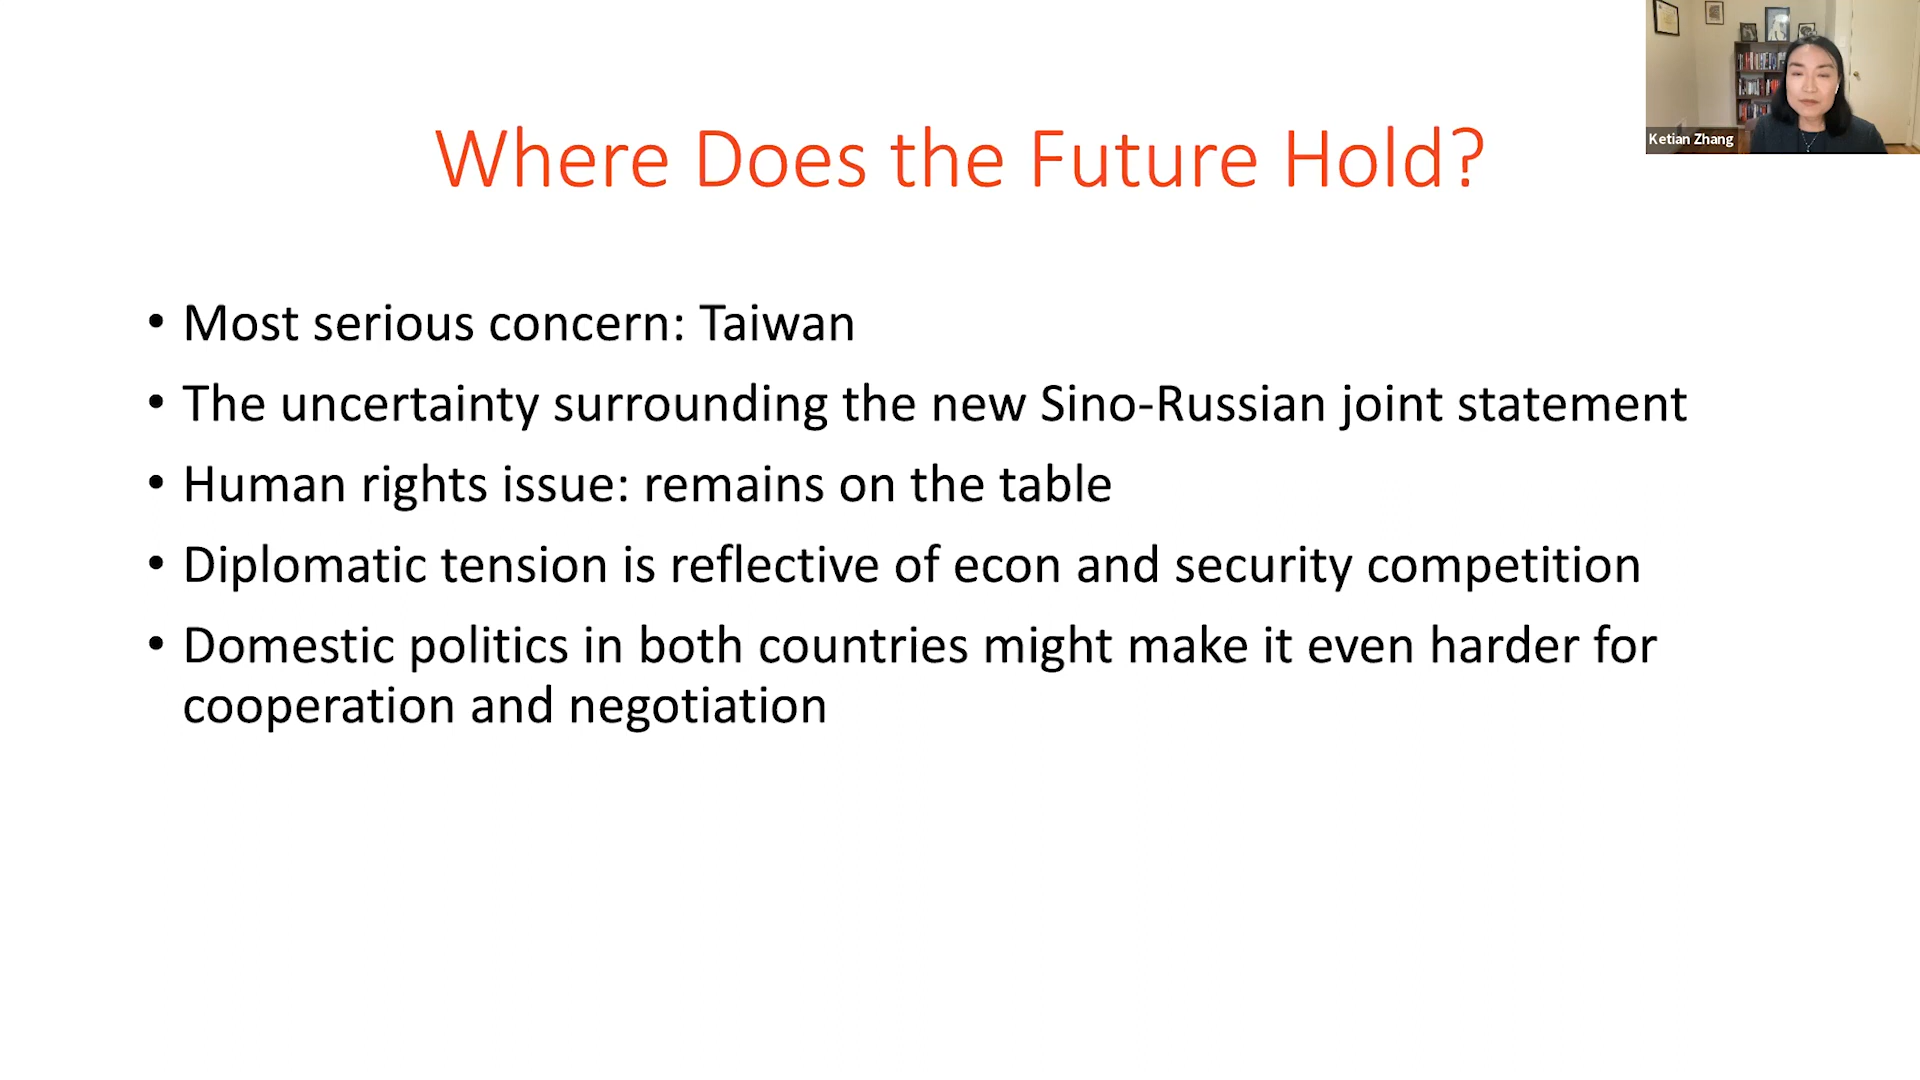 Where Does the Future Hold?
Ketian Zhang
• Most serious concern: Taiwan
• The uncertainty surrounding the new Sino-Russian joint statement
• Human rights issue: remains on the table
• Diplomatic tension is reflective of econ and security competition
• Domestic politics in both countries might make it even harder for
cooperation and negotiation